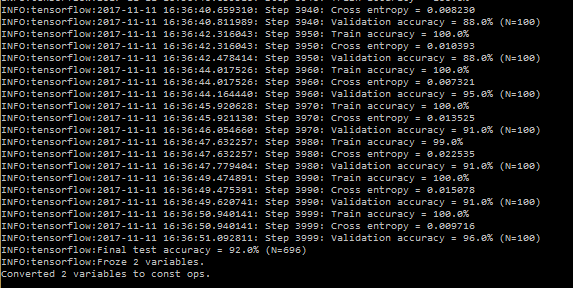 INFO:tensorflow:2017-11-11 16:36:40.659310: Step 3940: Cross entropy = 0.008230
INFO:tensorflow:2017-11-11 16:36:40.811989: Step 3940: Validation accuracy = 88.0% (N=100)
INFO:tensorflow:2017-11-11 16:36:42.316043: Step 3950: Train accuracy = 100.0%
INFO:tensorflow:2017-11-11 16:36:42.316043: Step 3950: Cross entropy = 0.010393
INFO:tensorflow:2017-11-11 16:36:42.478414: Step 3950: Validation accuracy = 88.0% (N=100)
INFO:tensorflow:2017-11-11 16:36:44.017526: Step 3960: Train accuracy = 100.0%
INFO:tensorflow:2017-11-11 16:36:44.017526: Step 3960: Cross entropy = 0.007321
INFO:tensorflow:2017-11-11 16:36:44.164440: Step 3960: Validation accuracy = 95.0% (N=100)
INFO:tensorflow:2017-11-11 16:36:45.920628: Step 3970: Train accuracy = 100.0%
INFO:tensorflow:2017-11-11 16:36:45.921130: Step 3970: Cross entropy = 0.013525
INFO:tensorflow:2017-11-11 16:36:46.054660: Step 3970: Validation accuracy = 91.0% (N=100)
INFO:tensorflow:2017-11-11 16:36:47.632257: Step 3980: Train accuracy = 99.0%
INFO:tensorflow:2017-11-11 16:36:47.632257: Step 3980: Cross entropy = 0.022535
INFO:tensorflow:2017-11-11 16:36:47.779404: Step 3980: Validation accuracy = 91.0% (N=100)
INFO:tensorflow:2017-11-11 16:36:49.474891: Step 3990: Train accuracy = 100.0%
INFO:tensorflow:2017-11-11 16:36:49.475391: Step 3990: Cross entropy = 0.015078
INFO:tensorflow:2017-11-11 16:36:49.620741: Step 3990: Validation accuracy = 91.0% (N=100)
INFO:tensorflow:2017-11-11 16:36:50.940141: Step 3999: Train accuracy = 100.0%
INFO:tensorflow:2017-11-11 16:36:50.940141: Step 3999: Cross entropy = 0.009716
INFO:tensorflow:2017-11-11 16:36:51.092811: Step 3999: Validation accuracy = 96.0% (N=100)
INFO:tensorflow:Final test accuracy = 92.0% (N=696)
INFO:tensorflow:Froze 2 variables.
Converted 2 variables to const ops.